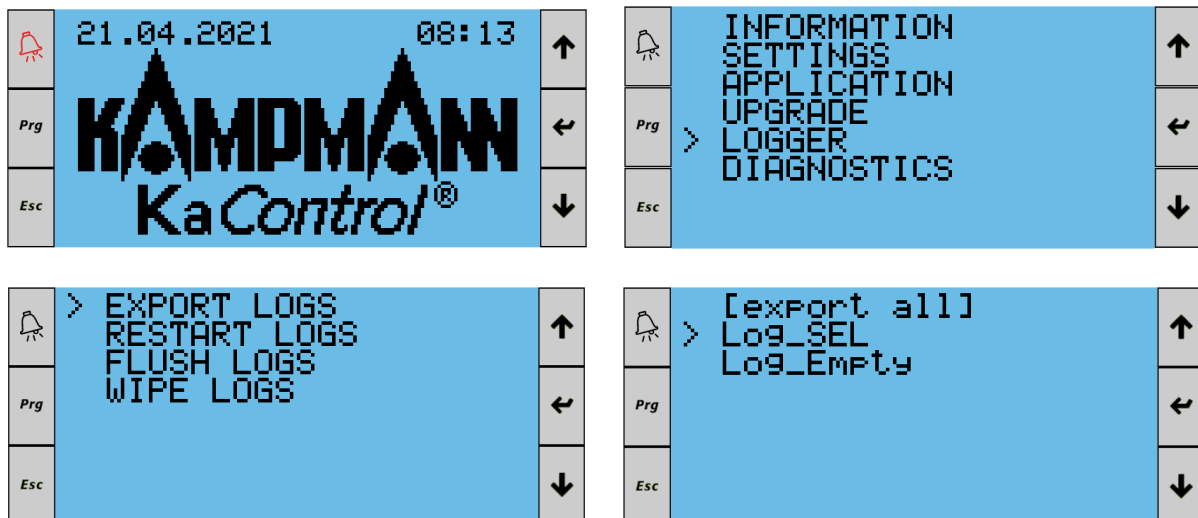 21.04.2021 08:13
KAMPMANN
KaControl®
Prg
Esc
INFORMATION
SETTINGS
APPLICATION
UPGRADE
> LOGGER
DIAGNOSTICS
Prg
Esc
> EXPORT LOGS
RESTART LOGS
FLUSH LOGS
WIPE LOGS
Prg
Esc
[export all]
> Log_SEL
Log_Empty
Prg
Esc